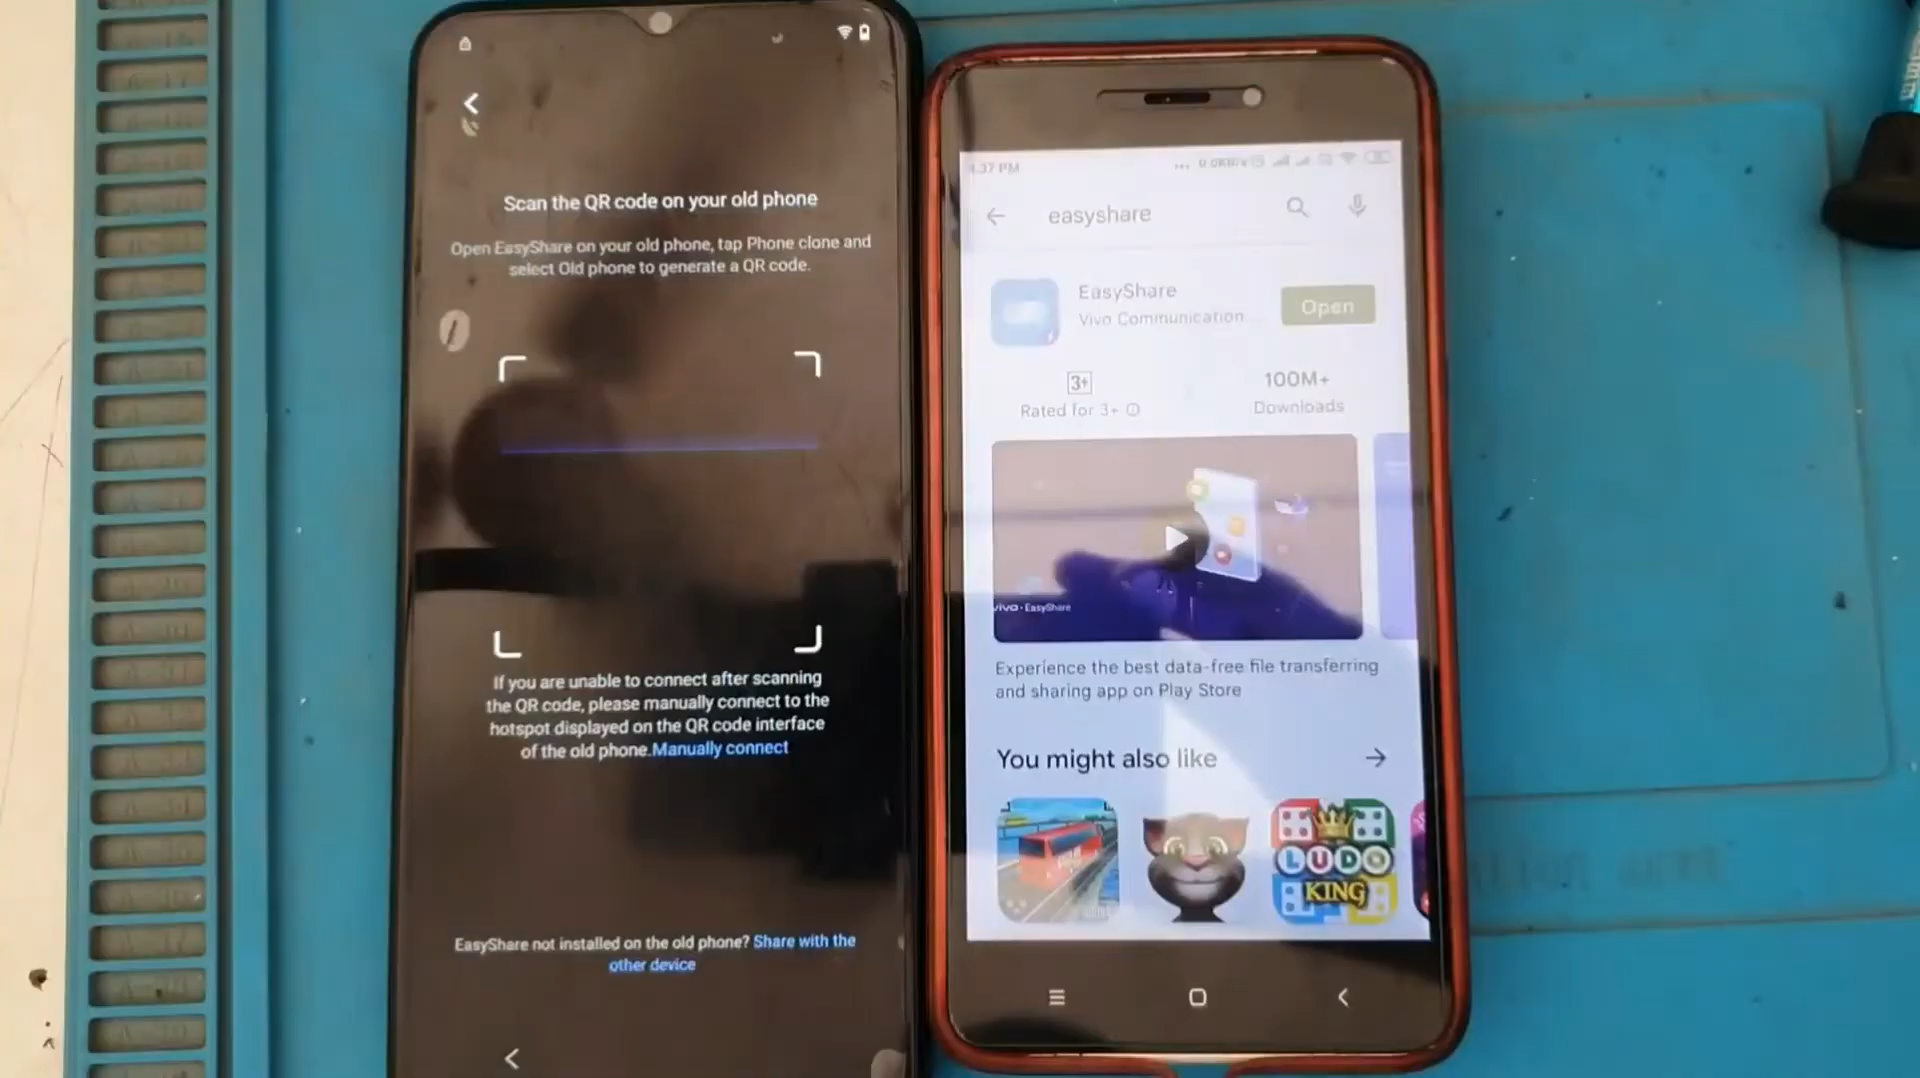 Scan the QR code on your old phone
Open EasyShare on your old phone, tap Phone clone and
select Old phone to generate a QR code.
If you are unable to connect after scanning
the QR code, please manually connect to the
hotspot displayed on the QR code interface
of the old phone.Manually connect
EasyShare not installed on the old phone? Share with the
other device
4:37 PM
0.0KB/s
easyshare
EasyShare
Vivo Communication...
Open
3+
Rated for 3+
100M+
Downloads
vivo · EasyShare
Experience the best data-free file transferring
and sharing app on Play Store
You might also like
LUDO
KING